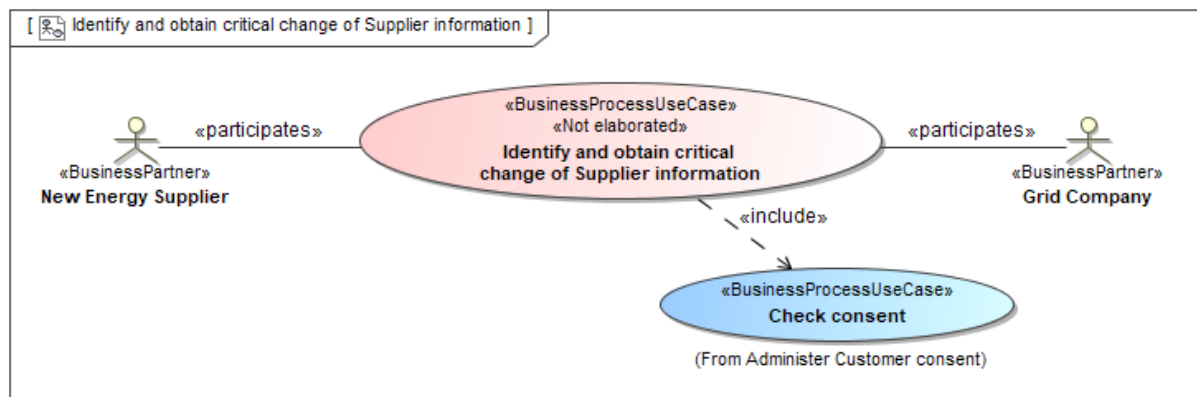 [ Identify and obtain critical change of Supplier information ]
«BusinessProcessUseCase»
«Not elaborated»
Identify and obtain critical
change of Supplier information
«participates»
«participates»
«BusinessPartner»
New Energy Supplier
«BusinessPartner»
Grid Company
«include»
«BusinessProcessUseCase»
Check consent
(From Administer Customer consent)